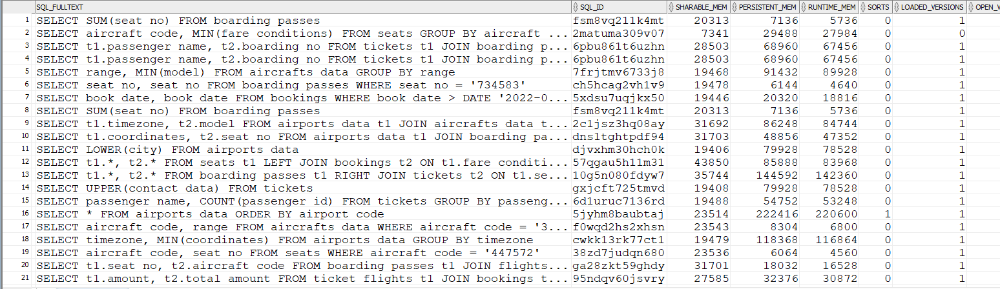 SQL_FULLTEXT SQL_ID SHARABLE_MEM PERSISTENT_MEM RUNTIME_MEM SORTS LOADED_VERSIONS OPEN_V
1 SELECT SUM(seat no) FROM boarding passes fsm8vq211k4mt 20313 7136 5736 0 1
2 SELECT aircraft code, MIN(fare conditions) FROM seats GROUP BY aircraft ... 2matuma309v07 7341 29488 27984 0 0
3 SELECT t1.passenger name, t2.boarding no FROM tickets t1 JOIN boarding p... 6pbu861t6uzhn 28503 68960 67456 0 1
4 SELECT t1.passenger name, t2.boarding no FROM tickets t1 JOIN boarding p... 6pbu861t6uzhn 28503 68960 67456 0 1
5 SELECT range, MIN(model) FROM aircrafts data GROUP BY range 7frjtmv6733j8 19468 91432 89928 0 1
6 SELECT seat no, seat no FROM boarding passes WHERE seat no = '734583' ch5hcag2vh1v9 19478 6144 4640 0 1
7 SELECT book date, book date FROM bookings WHERE book date > DATE '2022-0... 5xdsu7uqjkx50 19446 20320 18816 0 1
8 SELECT SUM(seat no) FROM boarding passes fsm8vq211k4mt 20313 7136 5736 0 1
9 SELECT t1.timezone, t2.model FROM airports data t1 JOIN aircrafts data t... 2c1jsz3hq08ay 31692 86248 84744 0 1
10 SELECT t1.coordinates, t2.seat no FROM airports data t1 JOIN boarding pa... dns1tghtpdf94 31703 48856 47352 0 1
11 SELECT LOWER(city) FROM airports data djvxhm30hch0k 19406 79928 78528 0 1
12 SELECT t1.*, t2.* FROM seats t1 LEFT JOIN bookings t2 ON t1.fare conditi... 57qgau5h11m31 43850 85888 83968 0 1
13 SELECT t1.*, t2.* FROM boarding passes t1 RIGHT JOIN tickets t2 ON t1.se... 10g5n080fdyw7 35744 144592 142360 0 1
14 SELECT UPPER(contact data) FROM tickets gxjcft725tmvd 19408 79928 78528 0 1
15 SELECT passenger name, COUNT(passenger id) FROM tickets GROUP BY passeng... 6d1uruc7136rd 19488 54752 53248 0 1
16 SELECT * FROM airports data ORDER BY airport code 5jyhm8baubtaj 23514 222416 220600 1 1
17 SELECT aircraft code, range FROM aircrafts data WHERE aircraft code = '3... f0wqd2hs2xhsn 23543 8304 6800 0 1
18 SELECT timezone, MIN(coordinates) FROM airports data GROUP BY timezone cwkk13rk77ct1 19479 118368 116864 0 1
19 SELECT aircraft code, seat no FROM seats WHERE aircraft code = '447572' 38zd7judqn680 23536 6064 4560 0 1
20 SELECT t1.seat no, t2.aircraft code FROM boarding passes t1 JOIN flights... ga28zkt59ghdy 31701 18032 16528 0 1
21 SELECT t1.amount, t2.total amount FROM ticket flights t1 JOIN bookings t... 95ndqv60jsvry 27585 32376 30872 0 1